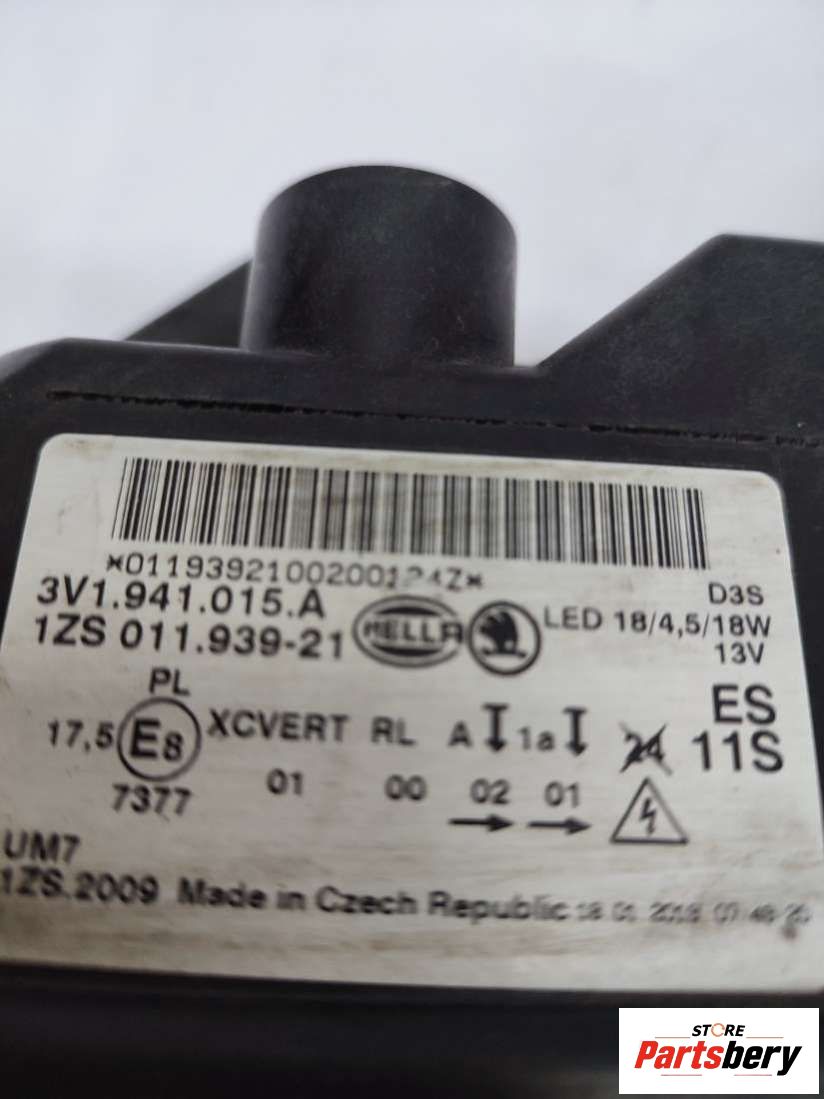 *0119392100200124Z*
3V1.941.015.A
1ZS 011.939-21
HELLA
D3S
LED 18/4,5/18W
13V
PL
17,5 E8 XCVERT RL A 1a 24
ES
11S
7377 01 00 02 01
UM7
1ZS.2009 Made in Czech Republic
STORE
Partsbery